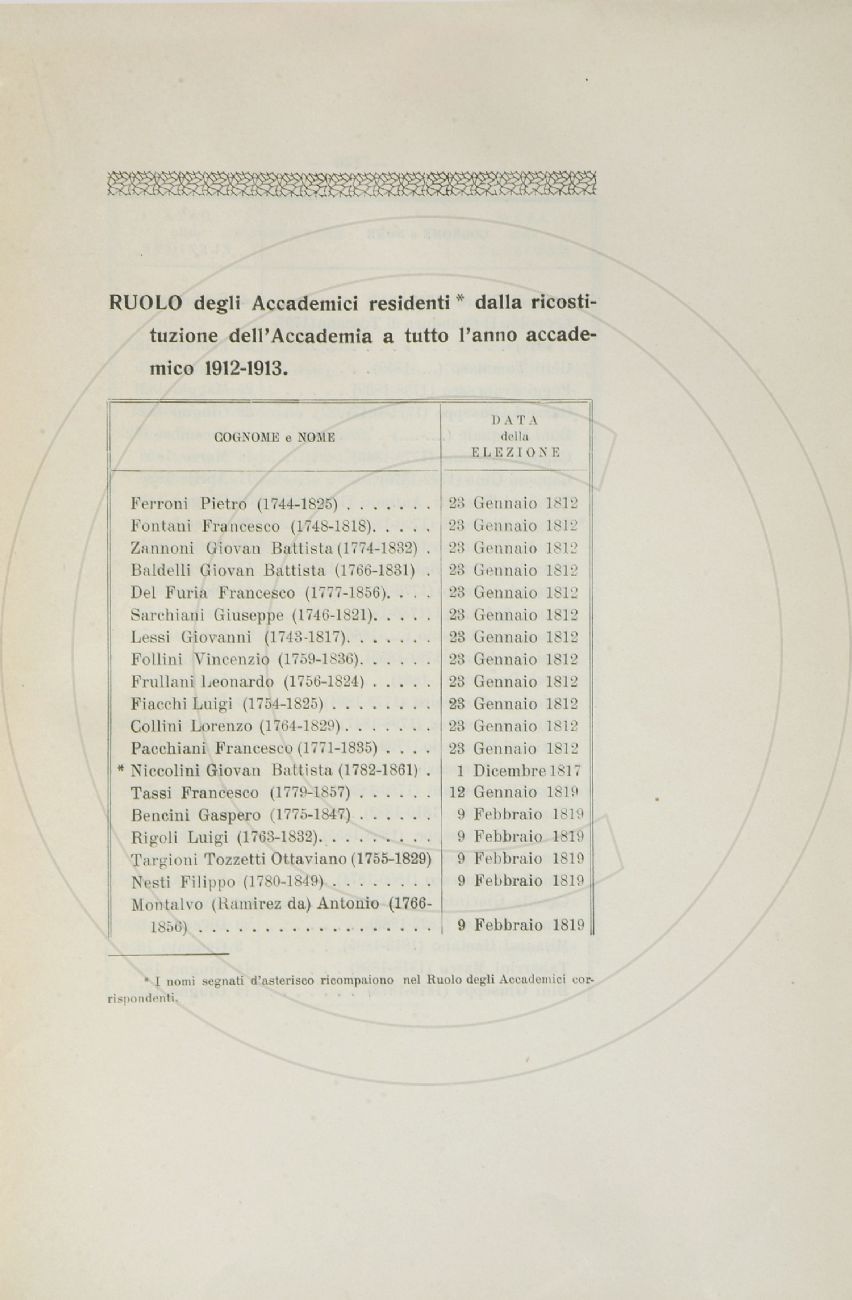 RUOLO degli Accademici residenti * dalla ricosti-
tuzione dell'Accademia a tutto l'anno accade-
mico 1912-1913.
COGNOME e NOME
DATA
della
ELEZIONE
Ferroni Pietro (1744-1825) . . . . . . . 23 Gennaio 1812
Fontani Francesco (1748-1818). . . . . 23 Gennaio 1812
Zannoni Giovan Battista (1774-1832) . 23 Gennaio 1812
Baldelli Giovan Battista (1766-1831) . 23 Gennaio 1812
Del Furia Francesco (1777-1856). . . . 23 Gennaio 1812
Sarchiani Giuseppe (1746-1821). . . . . 23 Gennaio 1812
Lessi Giovanni (1743-1817). . . . . . . 23 Gennaio 1812
Follini Vincenzio (1759-1836). . . . . . 23 Gennaio 1812
Frullani Leonardo (1756-1824) . . . . . 23 Gennaio 1812
Fiacchi Luigi (1754-1825) . . . . . . . . 23 Gennaio 1812
Collini Lorenzo (1764-1829) . . . . . . . 23 Gennaio 1812
Pacchiani Francesco (1771-1835) . . . . 23 Gennaio 1812
* Niccolini Giovan Battista (1782-1861) . 1 Dicembre 1817
Tassi Francesco (1779-1857) . . . . . . 12 Gennaio 1819
Bencini Gaspero (1775-1847) . . . . . . 9 Febbraio 1819
Rigoli Luigi (1763-1832). . . . . . . . . 9 Febbraio 1819
Targioni Tozzetti Ottaviano (1755-1829) 9 Febbraio 1819
Nesti Filippo (1780-1849) . . . . . . . . 9 Febbraio 1819
Montalvo (Ramirez da) Antonio (1766-
1856) . . . . . . . . . . . . . . . . . . 9 Febbraio 1819
* I nomi segnati d'asterisco ricompaiono nel Ruolo degli Accademici cor-
rispondenti.